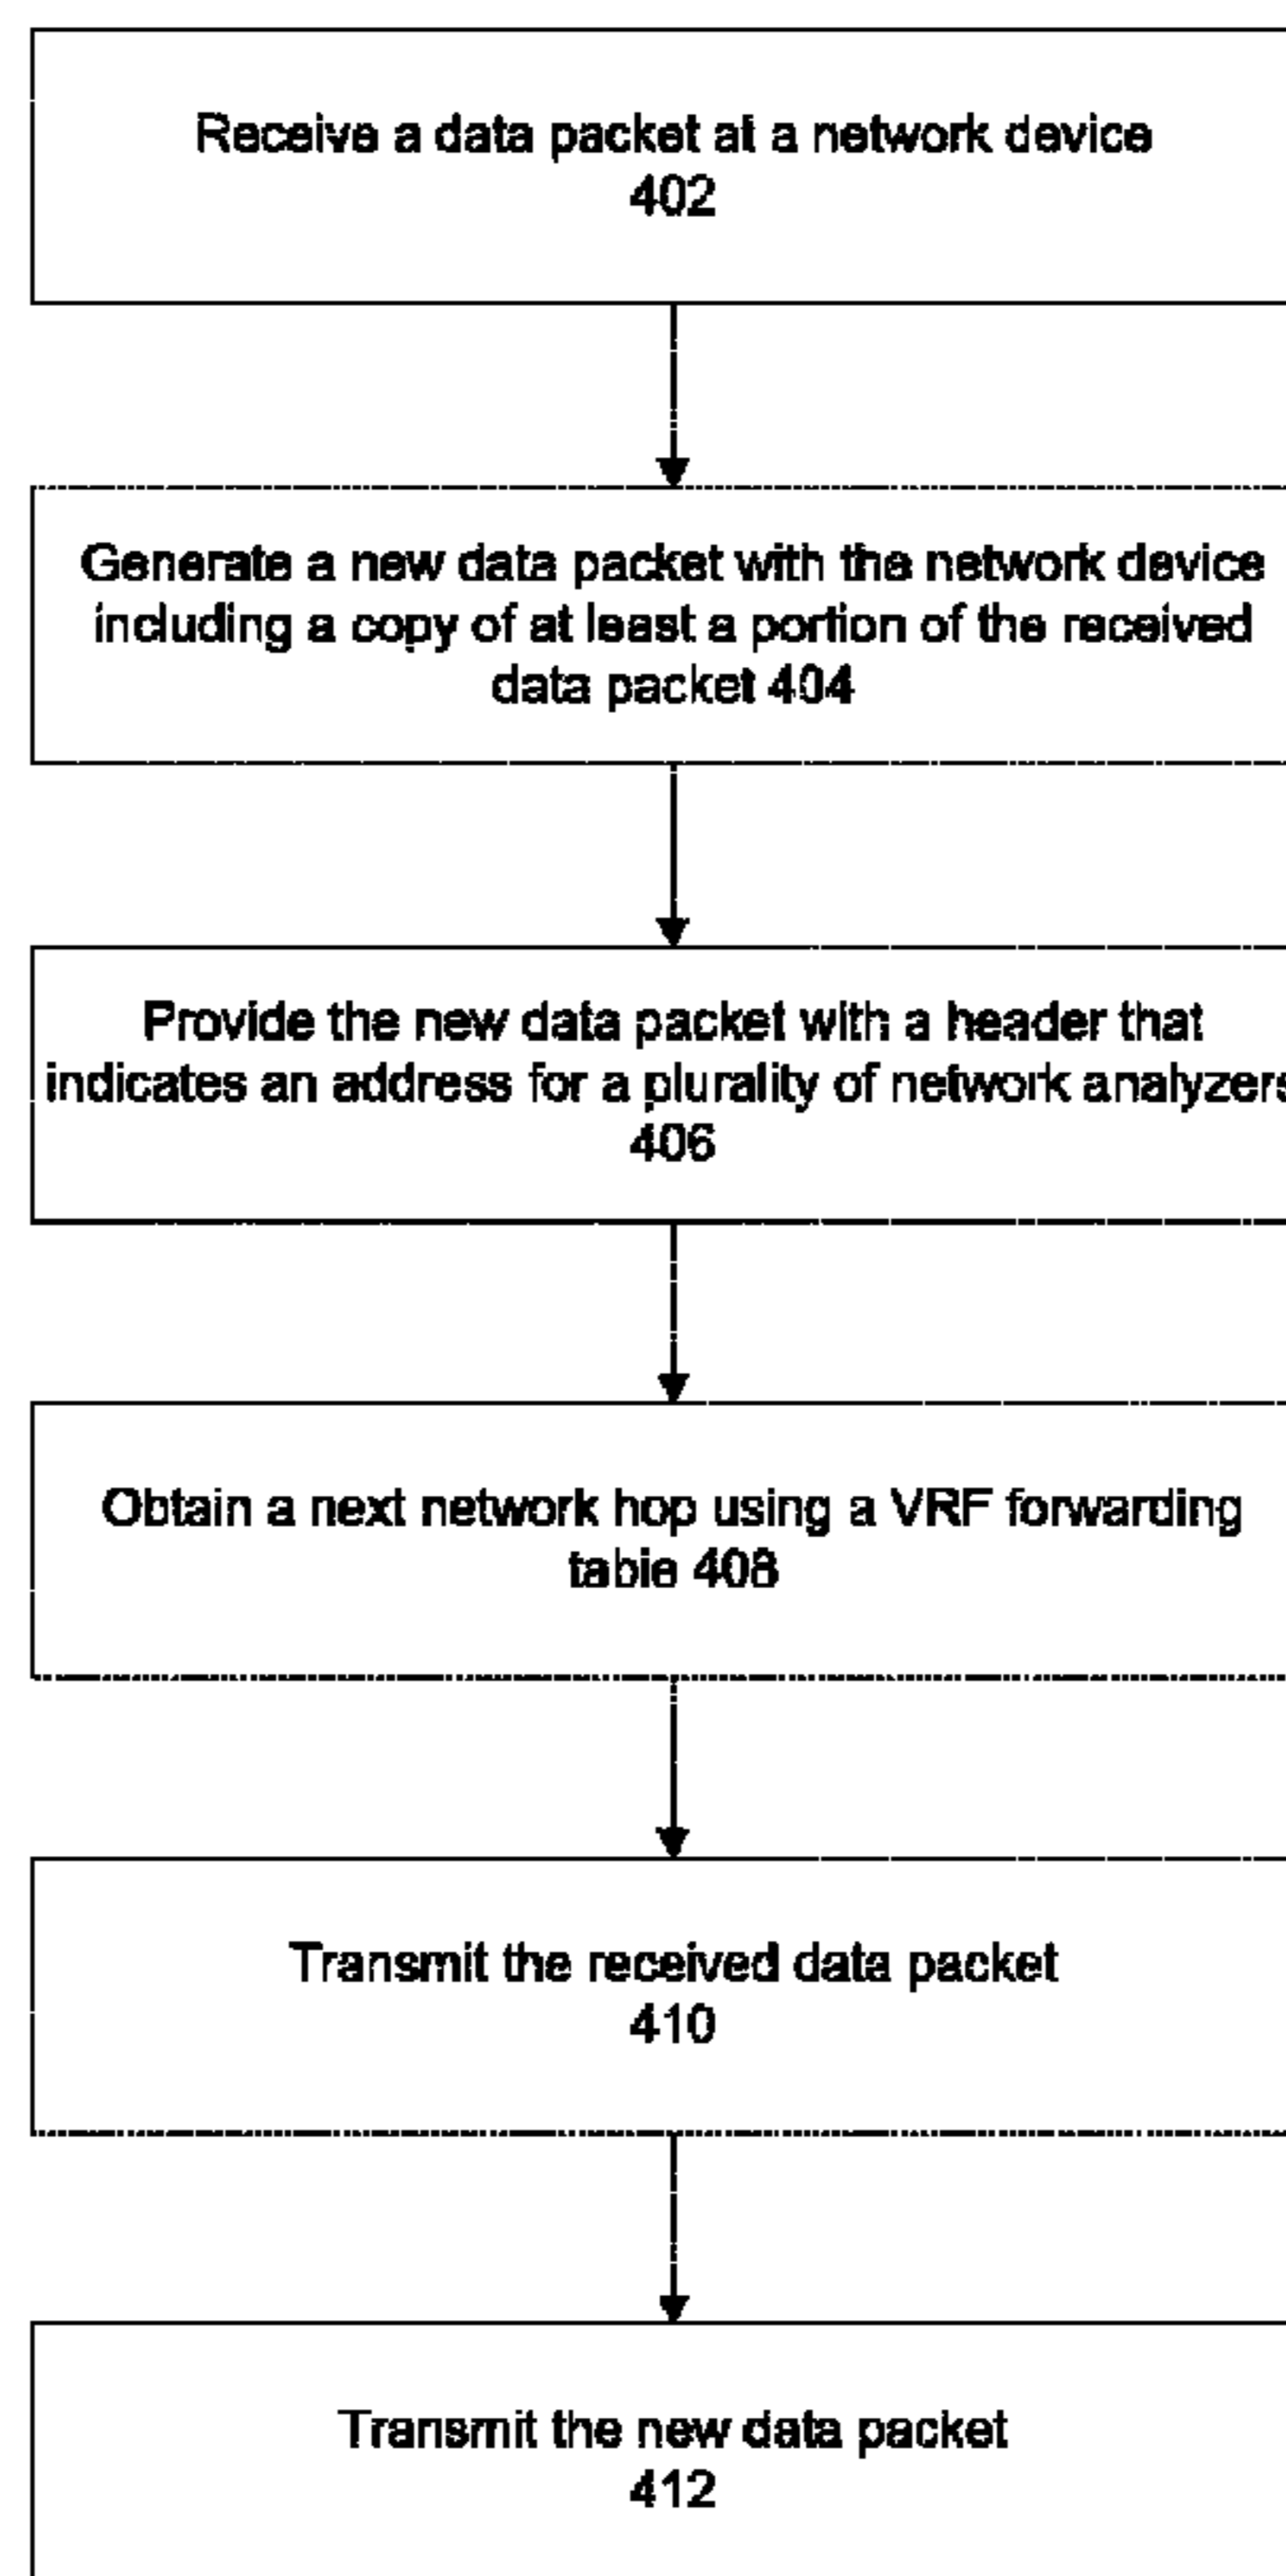 Receive a data packet at a network device
402
Generate a new data packet with the network device
including a copy of at least a portion of the received
data packet 404
Provide the new data packet with a header that
indicates an address for a plurality of network analyzers
406
Obtain a next network hop using a VRF forwarding
table 408
Transmit the received data packet
410
Transmit the new data packet
412